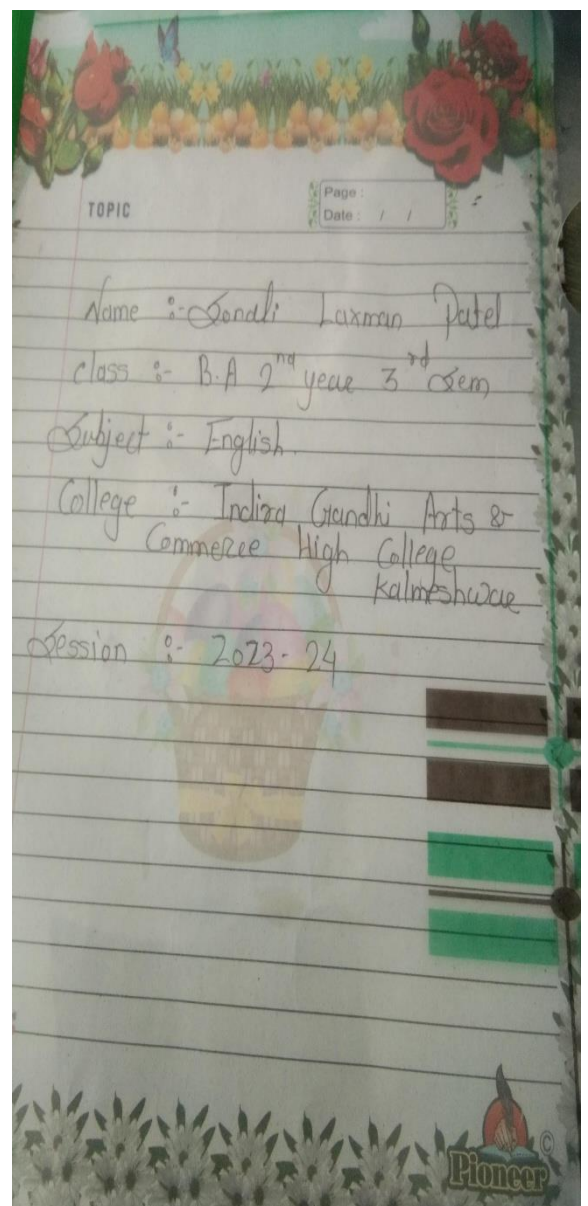 TOPIC
Page :
Date : / /
Name :- Sonali Laxman Patel
class :- B.A 2nd year 3rd Sem
Subject :- English.
College :- Indira Gandhi Arts &
Commerce High College
Kalmeshwar
Session :- 2023-24
Pioneer
©